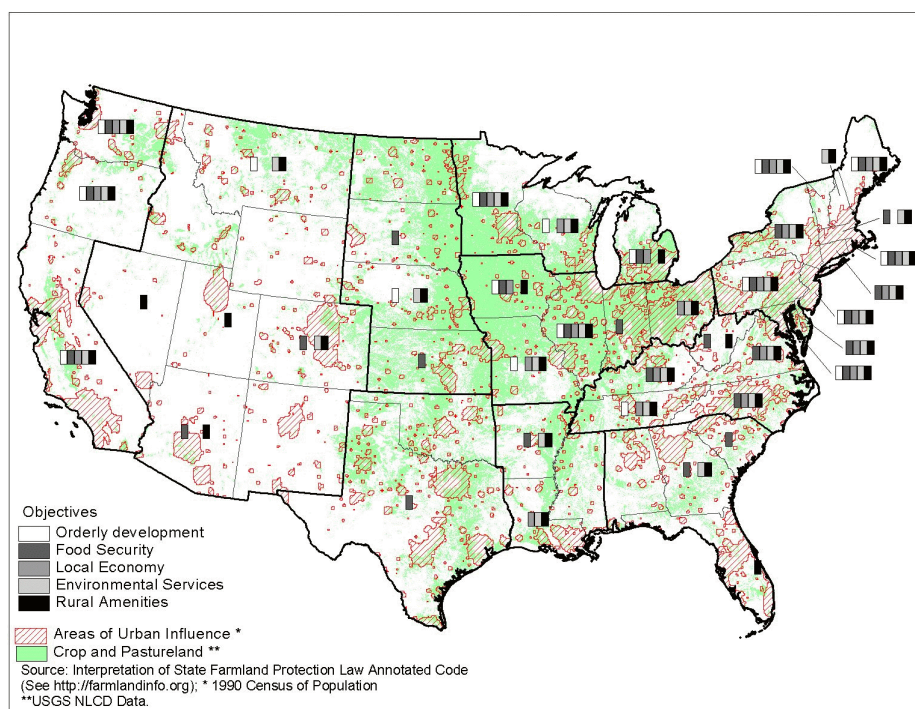 Objectives
Orderly development
Food Security
Local Economy
Environmental Services
Rural Amenities
Areas of Urban Influence *
Crop and Pastureland **
Source: Interpretation of State Farmland Protection Law Annotated Code
(See http://farmlandinfo.org); * 1990 Census of Population
**USGS NLCD Data.